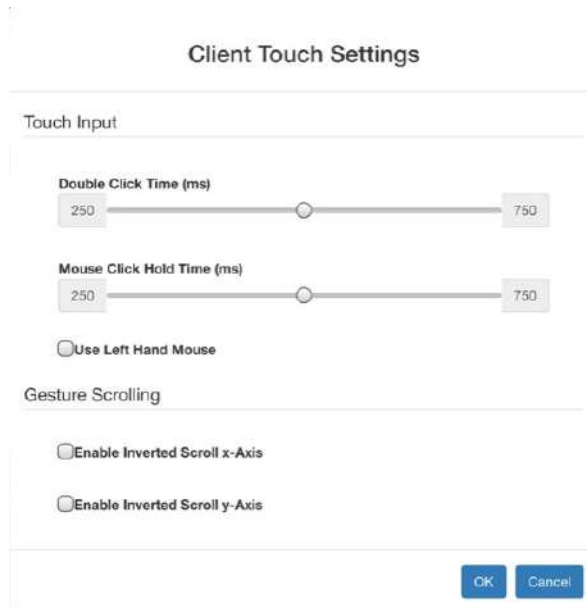 Client Touch Settings
Touch Input
Double Click Time (ms)
250 750
Mouse Click Hold Time (ms)
250 750
Use Left Hand Mouse
Gesture Scrolling
Enable Inverted Scroll x-Axis
Enable Inverted Scroll y-Axis
OK Cancel